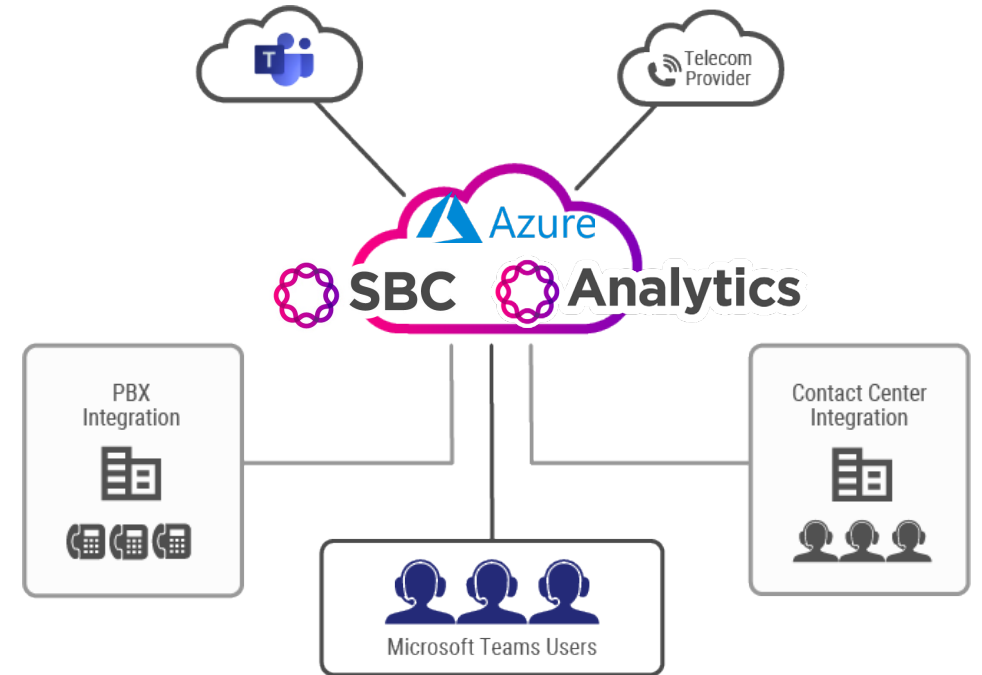 T
Telecom
Provider
Azure
SBC
Analytics
PBX
Integration
Contact Center
Integration
Microsoft Teams Users